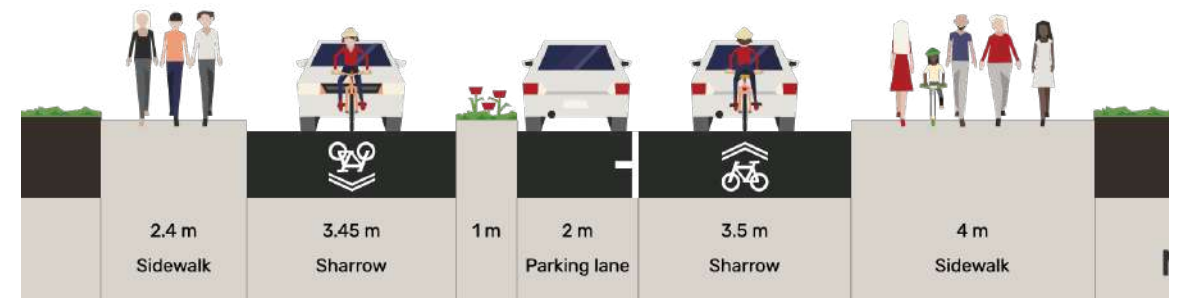 2.4 m
Sidewalk
3.45 m
Sharrow
1 m
2 m
Parking lane
3.5 m
Sharrow
4 m
Sidewalk